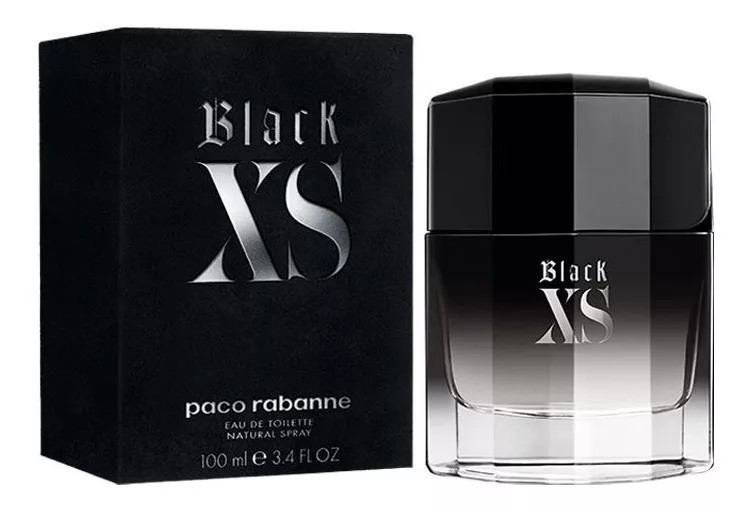 Black
XS
paco rabanne
EAU DE TOILETTE
NATURAL SPRAY
100 ml e 3.4 FL OZ
Black
XS